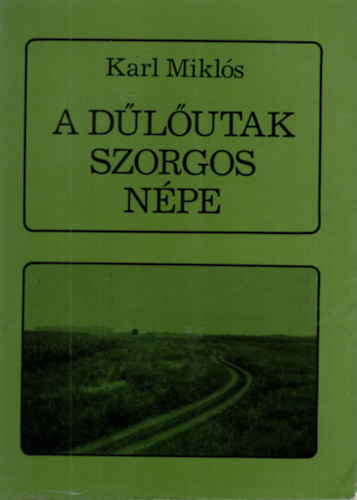 Karl Miklós
A DŰLŐUTAK
SZORGOS
NÉPE